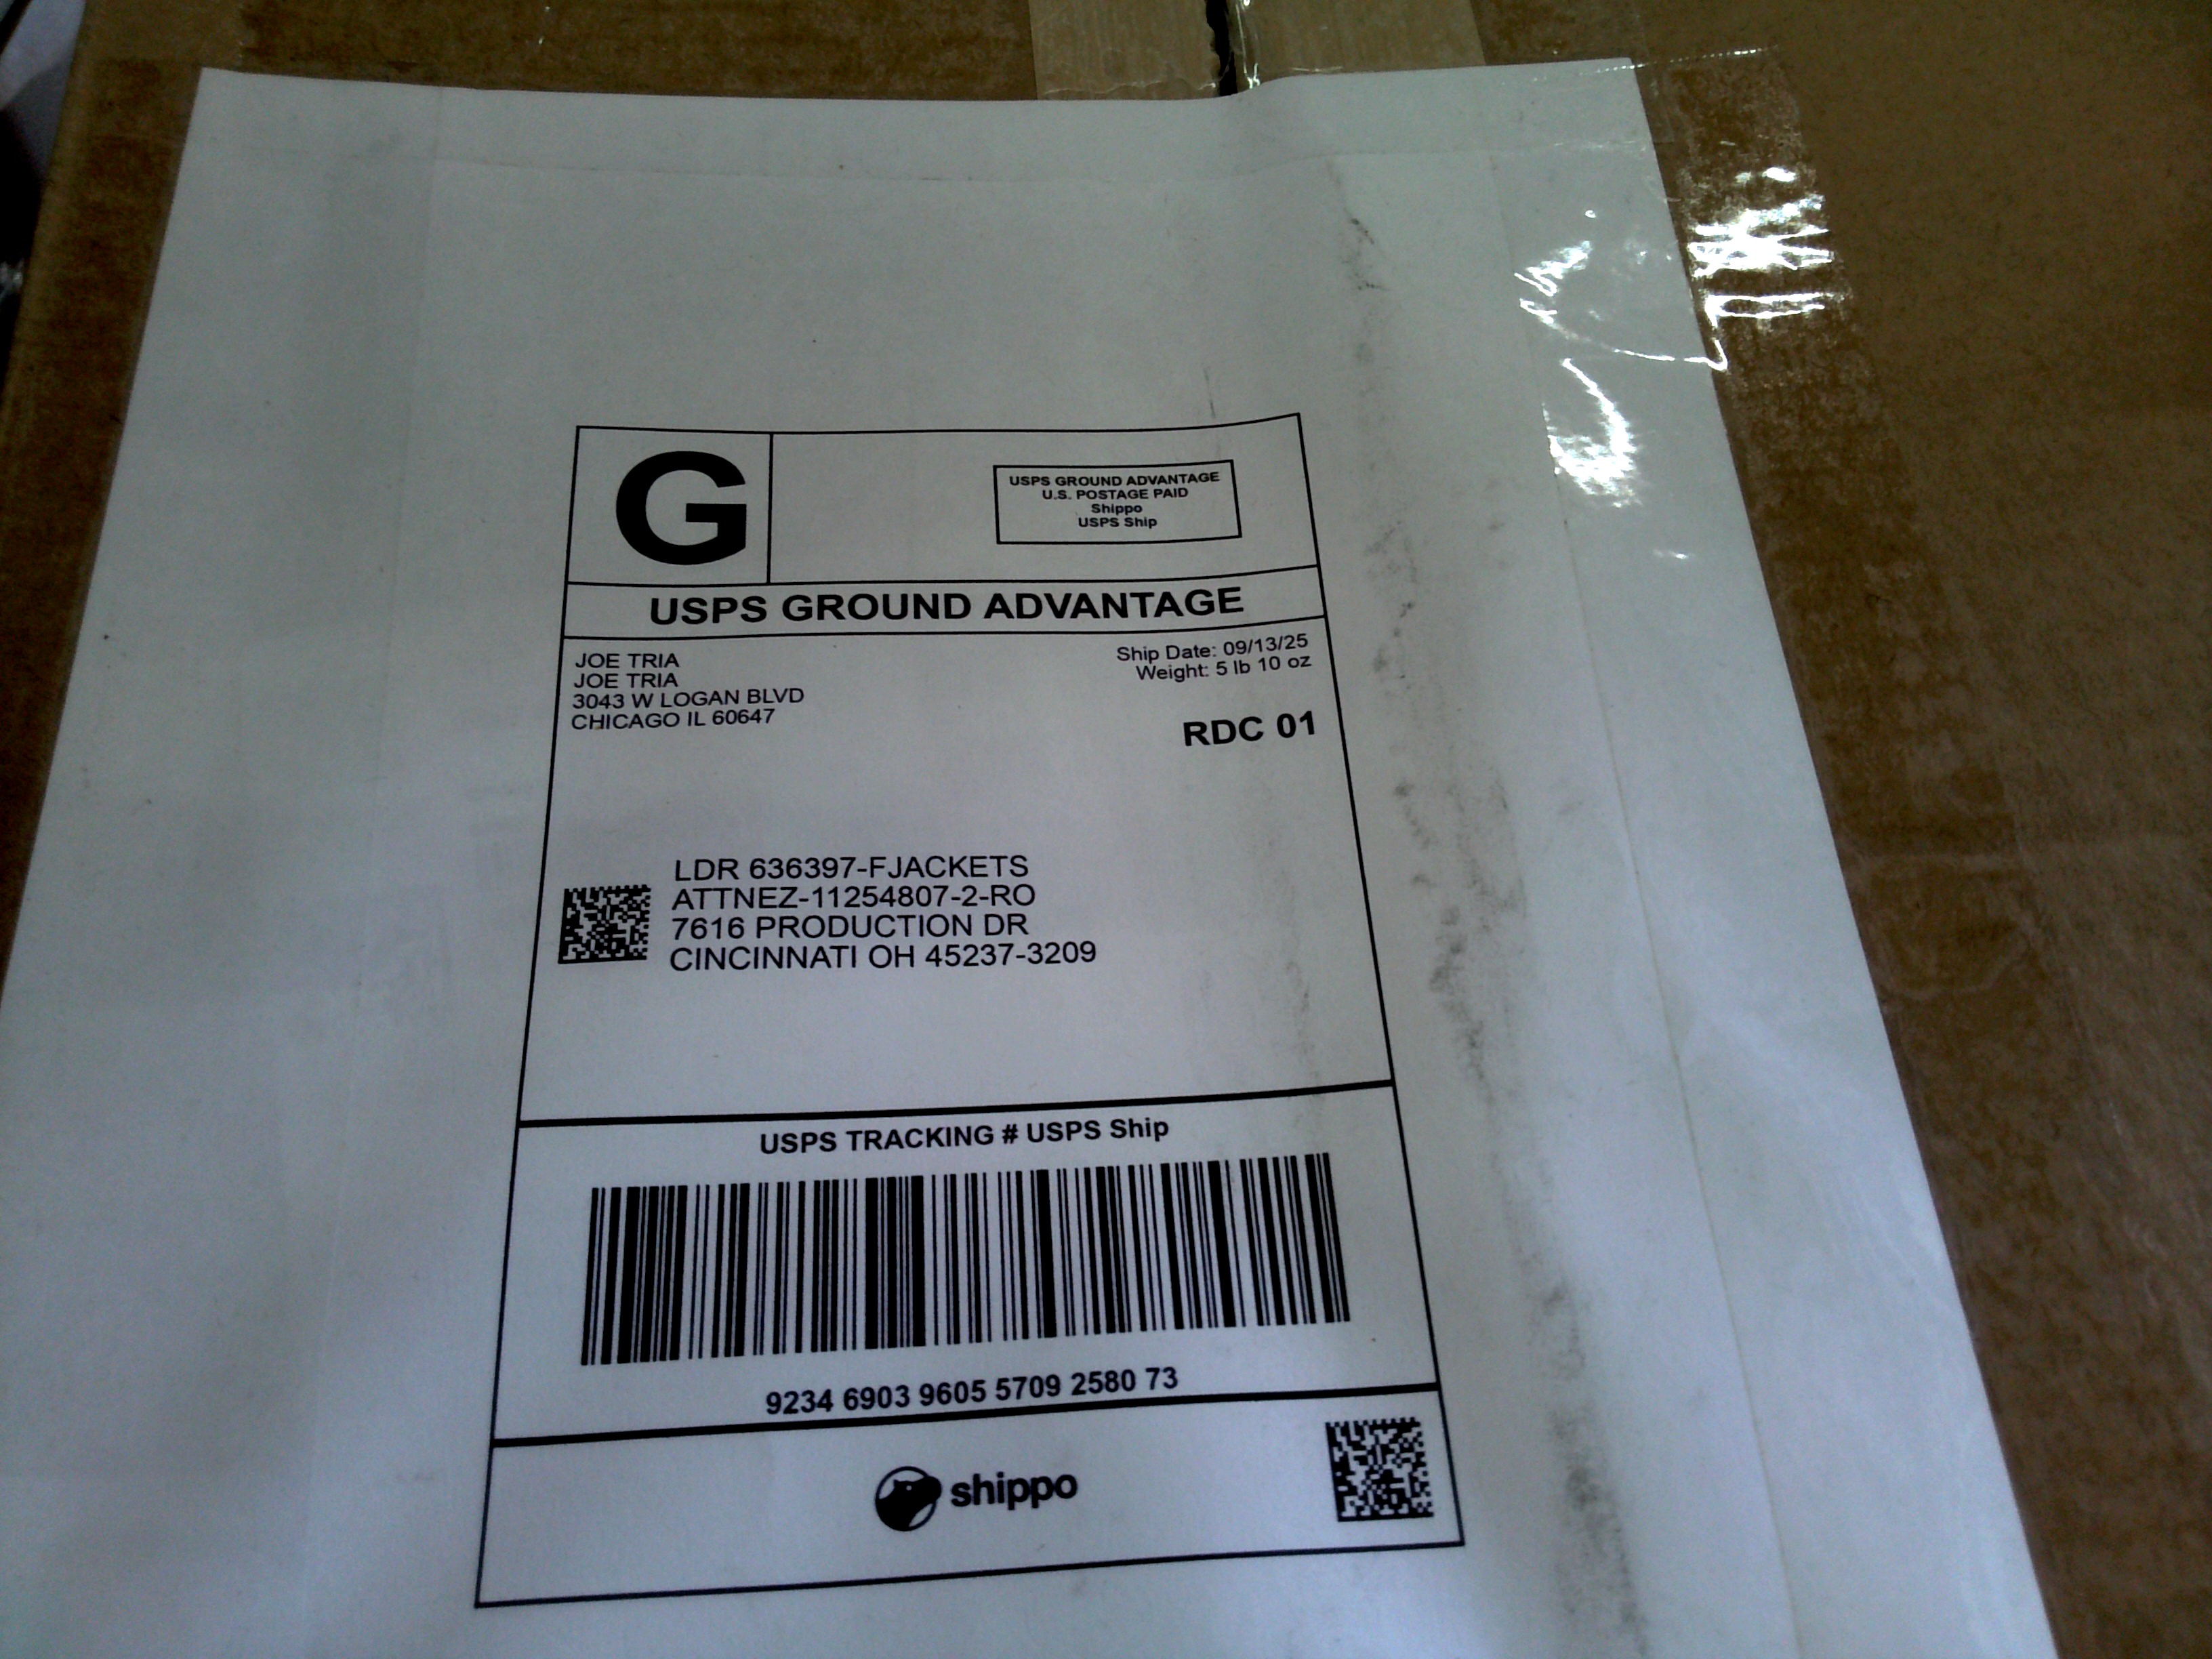 G
USPS GROUND ADVANTAGE
U.S. POSTAGE PAID
Shippo
USPS Ship
USPS GROUND ADVANTAGE
JOE TRIA
JOE TRIA
3043 W LOGAN BLVD
CHICAGO IL 60647
Ship Date: 09/13/25
Weight: 5 lb 10 oz
RDC 01
LDR 636397-FJACKETS
ATTNEZ-11254807-2-RO
7616 PRODUCTION DR
CINCINNATI OH 45237-3209
USPS TRACKING # USPS Ship
9234 6903 9605 5709 2580 73
shippo